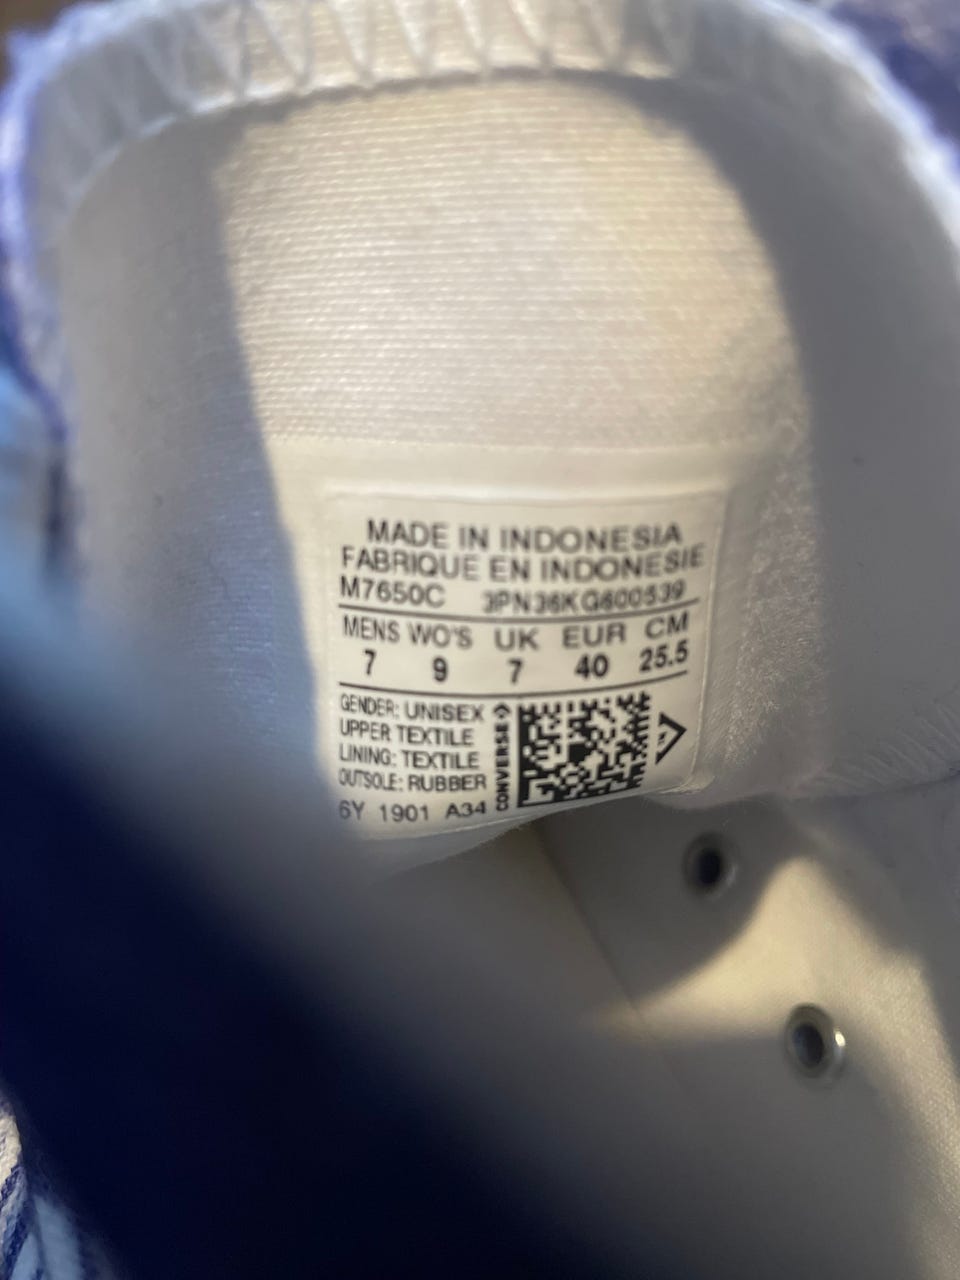 MADE IN INDONESIA
FABRIQUE EN INDONESIE
M7650C 3PN36KG600539
MENS WO'S UK EUR CM
7 9 7 40 25.5
GENDER: UNISEX
UPPER TEXTILE
LINING: TEXTILE
OUTSOLE: RUBBER
6Y 1901 A34
CONVERSE